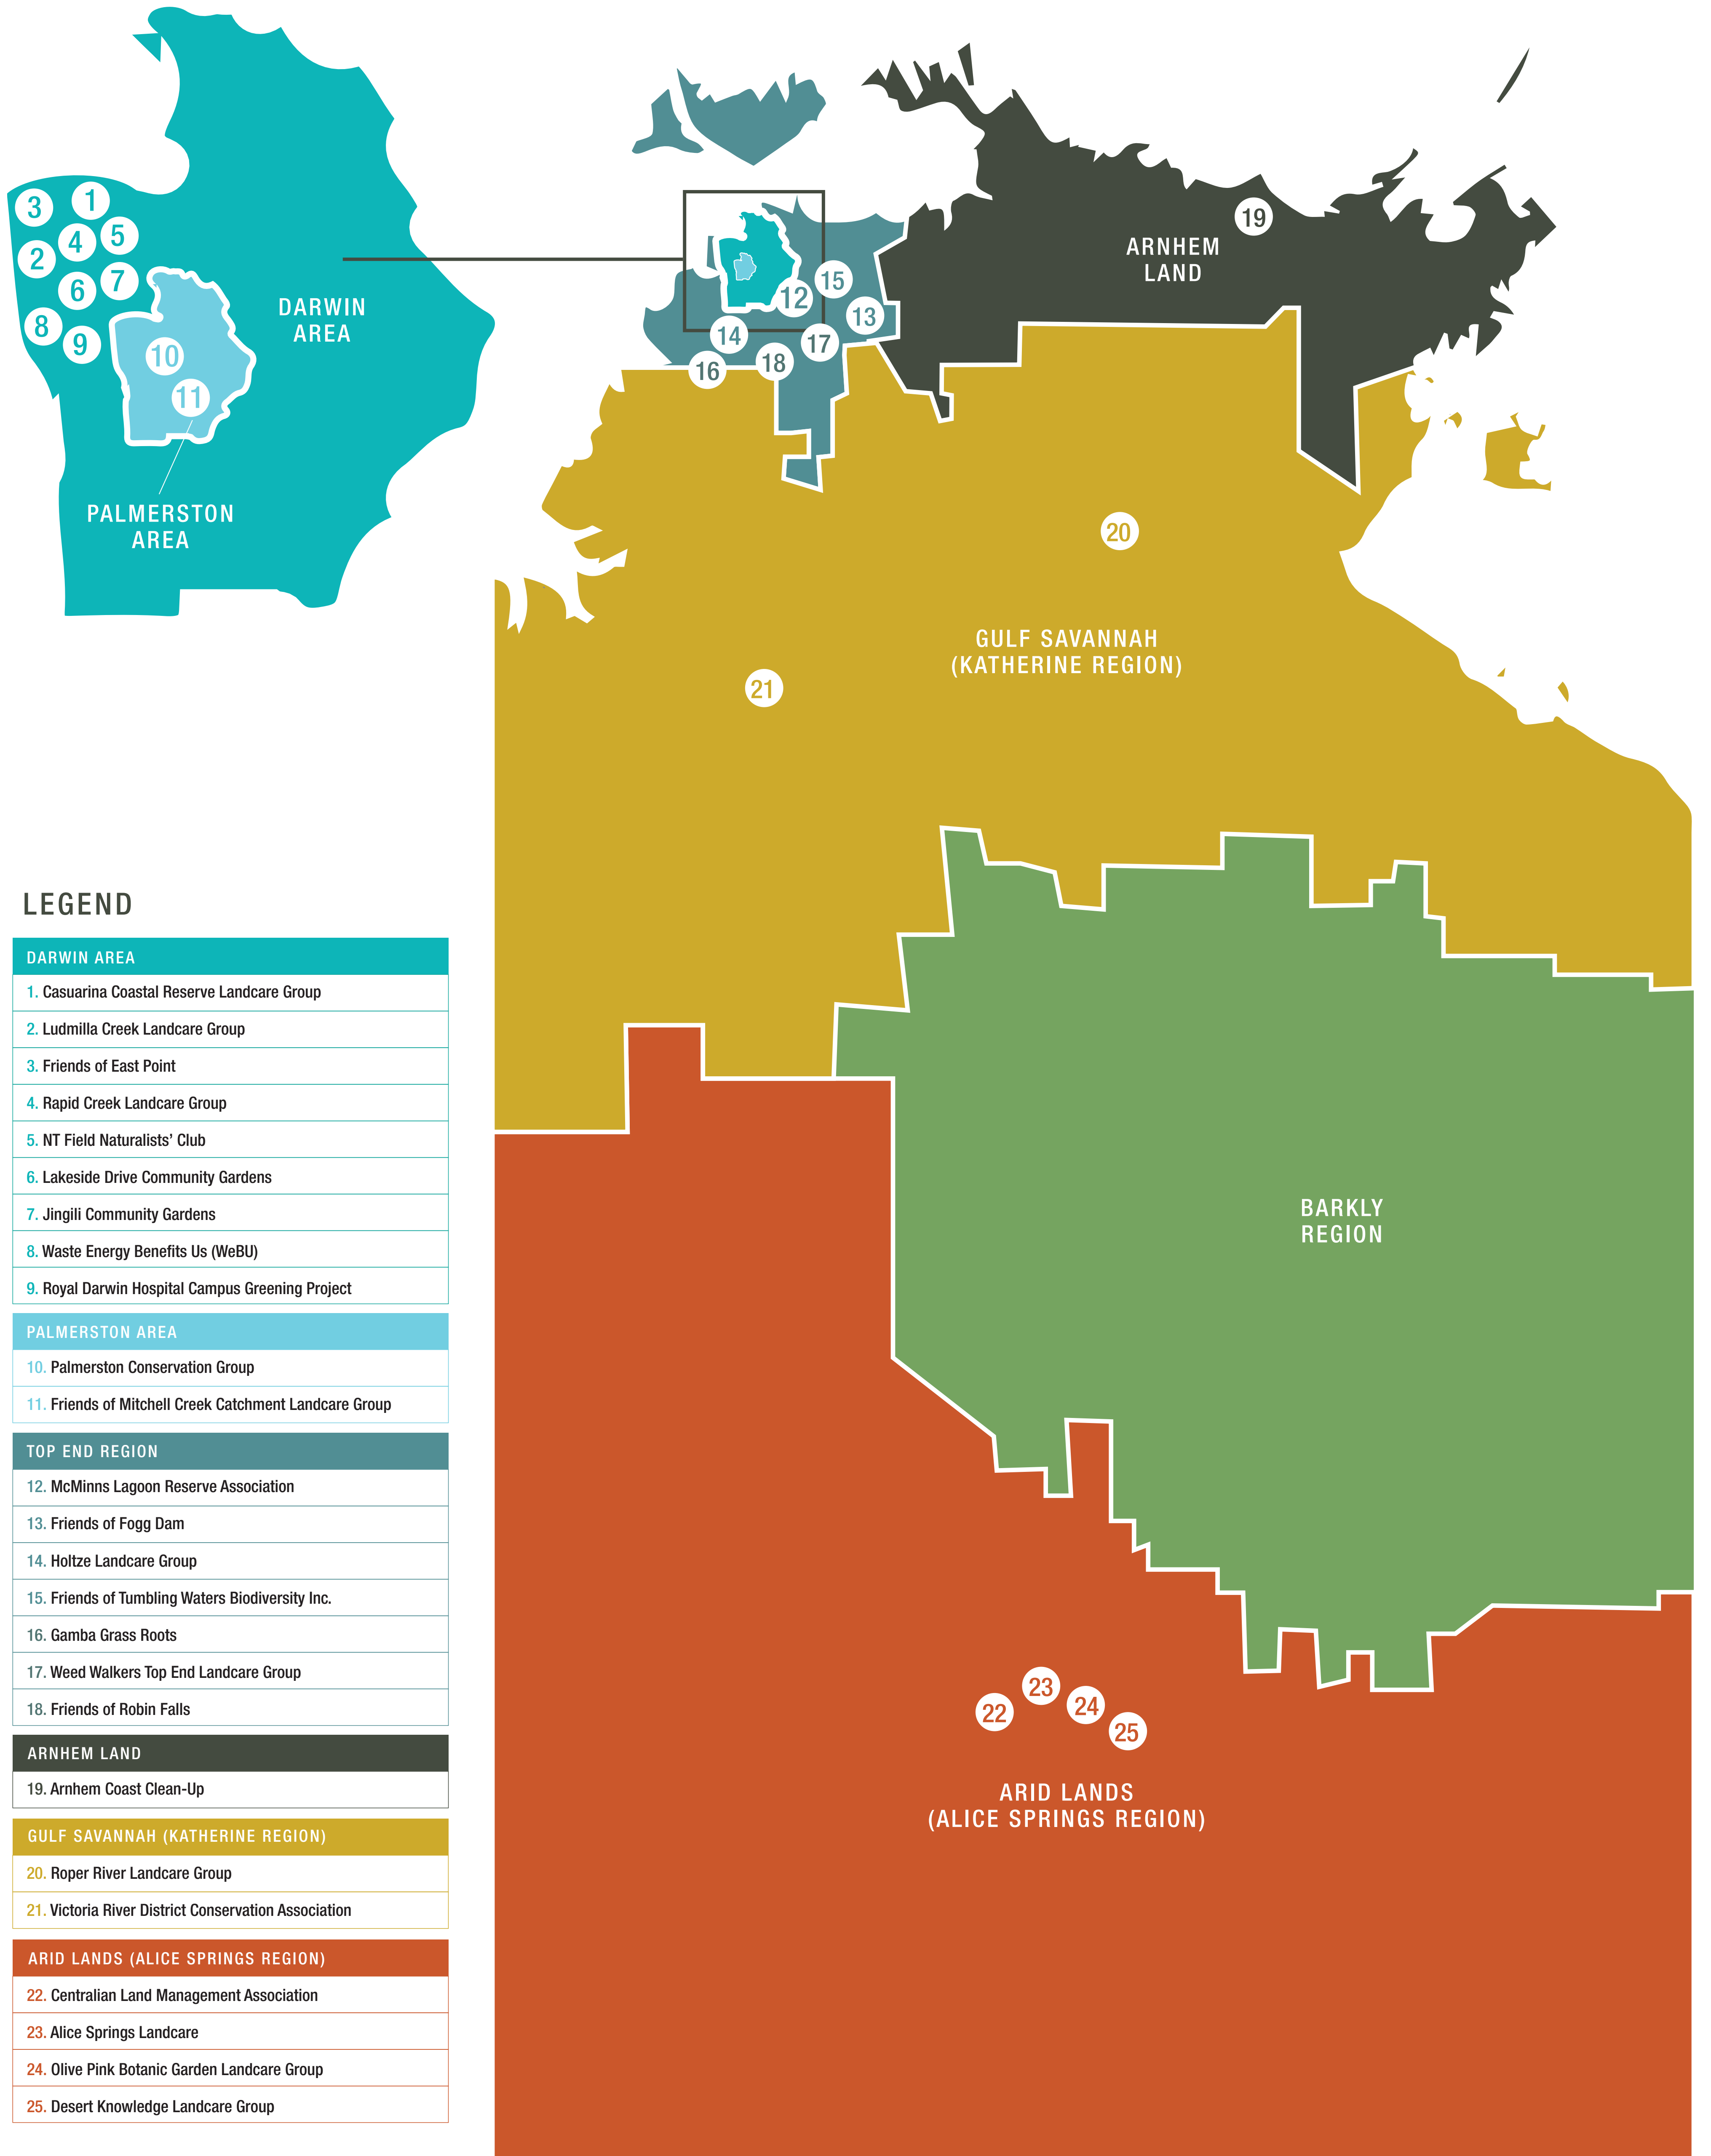 3
1
4
5
2
6
7
8
9
10
11
DARWIN
AREA
PALMERSTON
AREA
12
15
13
14
17
16
18
19
ARNHEM
LAND
20
GULF SAVANNAH
(KATHERINE REGION)
21
BARKLY
REGION
22
23
24
25
ARID LANDS
(ALICE SPRINGS REGION)
LEGEND
DARWIN AREA
1. Casuarina Coastal Reserve Landcare Group
2. Ludmilla Creek Landcare Group
3. Friends of East Point
4. Rapid Creek Landcare Group
5. NT Field Naturalists’ Club
6. Lakeside Drive Community Gardens
7. Jingili Community Gardens
8. Waste Energy Benefits Us (WeBU)
9. Royal Darwin Hospital Campus Greening Project
PALMERSTON AREA
10. Palmerston Conservation Group
11. Friends of Mitchell Creek Catchment Landcare Group
TOP END REGION
12. McMinns Lagoon Reserve Association
13. Friends of Fogg Dam
14. Holtze Landcare Group
15. Friends of Tumbling Waters Biodiversity Inc.
16. Gamba Grass Roots
17. Weed Walkers Top End Landcare Group
18. Friends of Robin Falls
ARNHEM LAND
19. Arnhem Coast Clean-Up
GULF SAVANNAH (KATHERINE REGION)
20. Roper River Landcare Group
21. Victoria River District Conservation Association
ARID LANDS (ALICE SPRINGS REGION)
22. Centralian Land Management Association
23. Alice Springs Landcare
24. Olive Pink Botanic Garden Landcare Group
25. Desert Knowledge Landcare Group